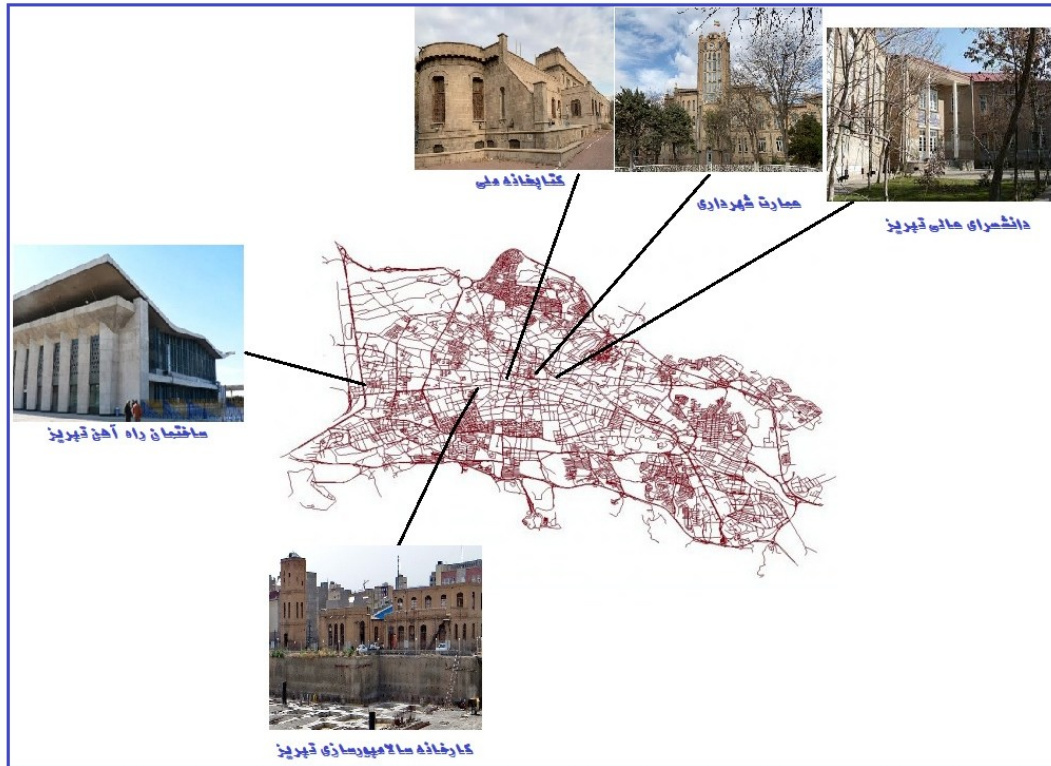 کتابخانه ملی
عمارت شهرداری
دانشسرای عالی تبریز
ساختمان راه آهن تبریز
کارخانه سالامبورسازی تبریز